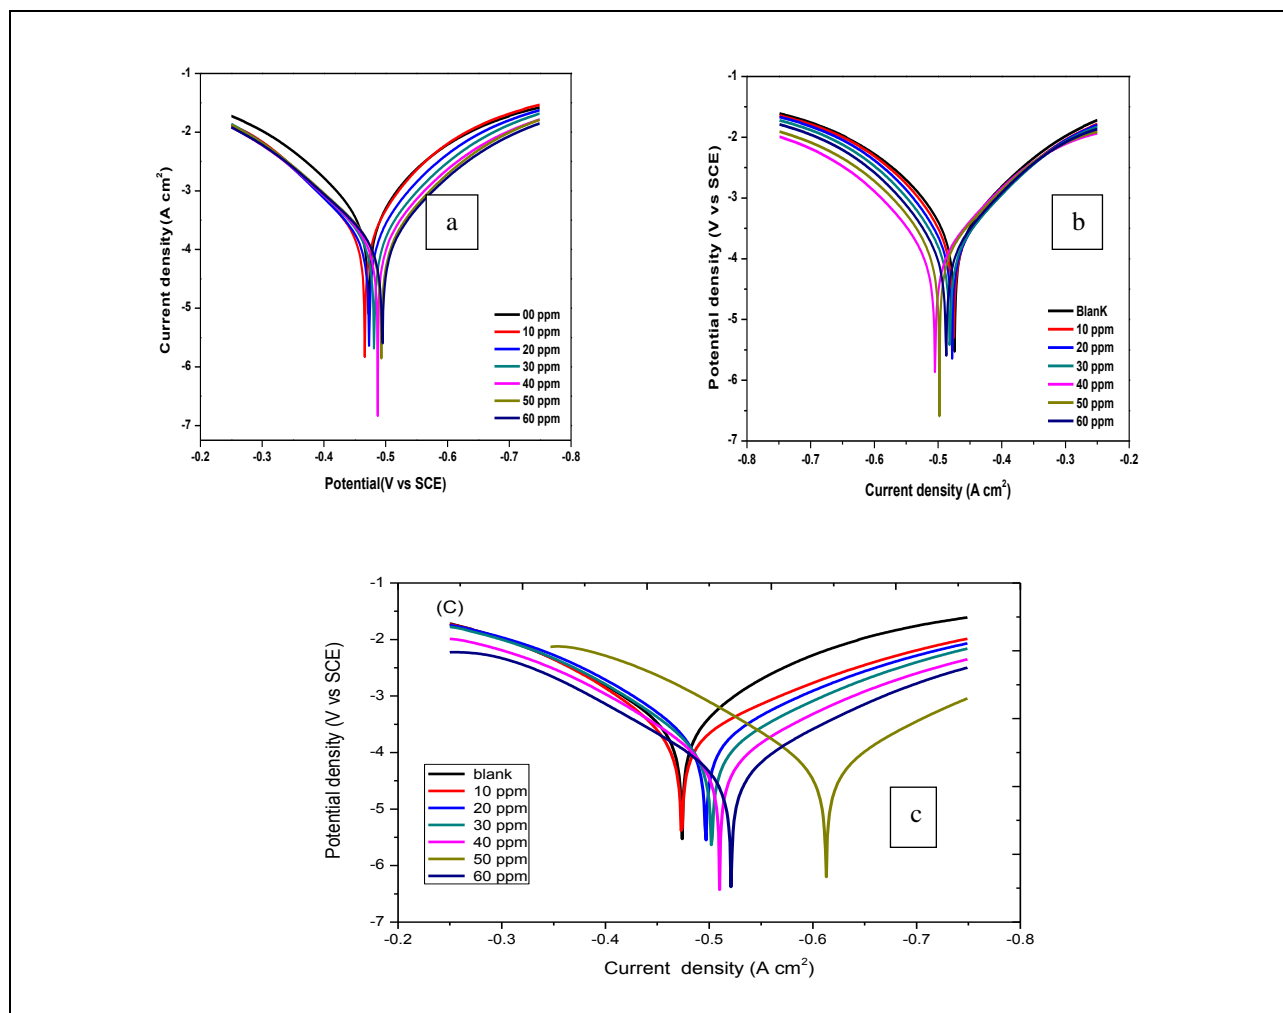 -1
-2
-3
-4
-5
-6
-7
Current density (A cm²)
a
00 ppm
10 ppm
20 ppm
30 ppm
40 ppm
50 ppm
60 ppm
-0.2 -0.3 -0.4 -0.5 -0.6 -0.7 -0.8
Potential(V vs SCE)
-1
-2
-3
-4
-5
-6
-7
Potential density (V vs SCE)
b
BlanK
10 ppm
20 ppm
30 ppm
40 ppm
50 ppm
60 ppm
-0.8 -0.7 -0.6 -0.5 -0.4 -0.3 -0.2
Current density (A cm²)
-1
-2
-3
-4
-5
-6
-7
Potential density (V vs SCE)
(C)
c
blank
10 ppm
20 ppm
30 ppm
40 ppm
50 ppm
60 ppm
-0.2 -0.3 -0.4 -0.5 -0.6 -0.7 -0.8
Current density (A cm²)